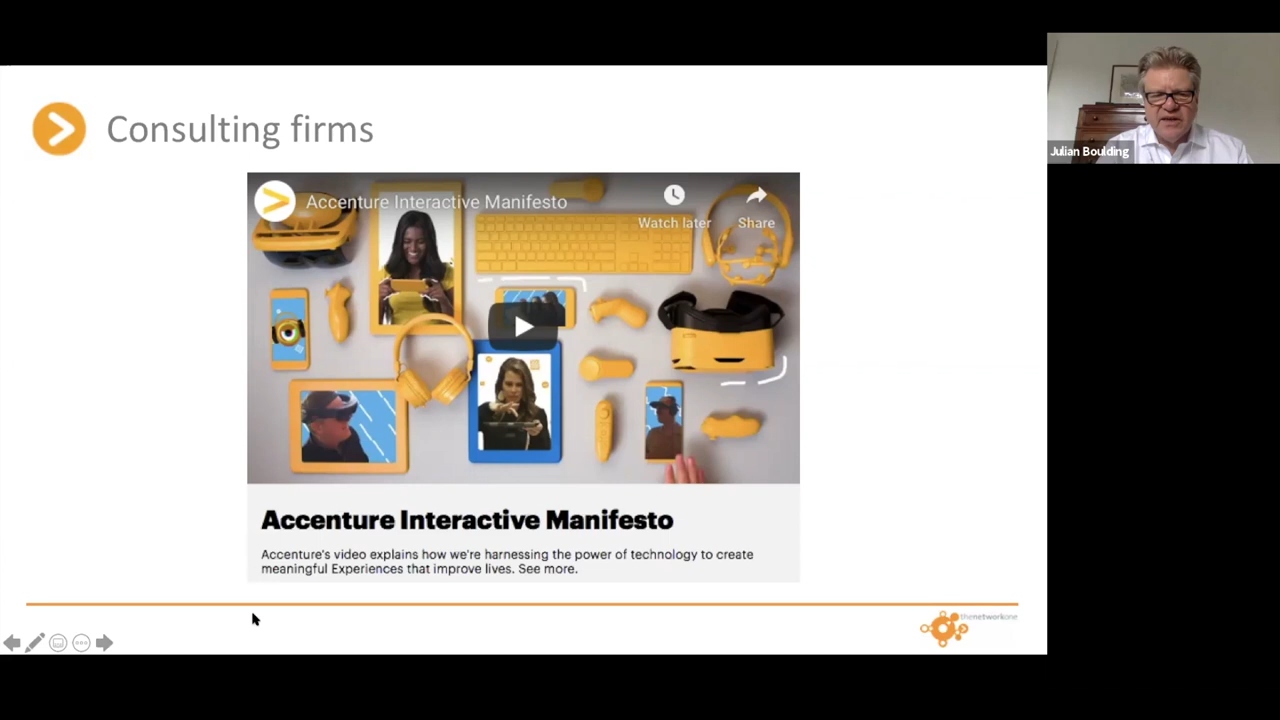 Consulting firms
Julian Boulding
Accenture Interactive Manifesto
Watch later
Share
Accenture Interactive Manifesto
Accenture's video explains how we're harnessing the power of technology to create
meaningful Experiences that improve lives. See more.
thenetworkone